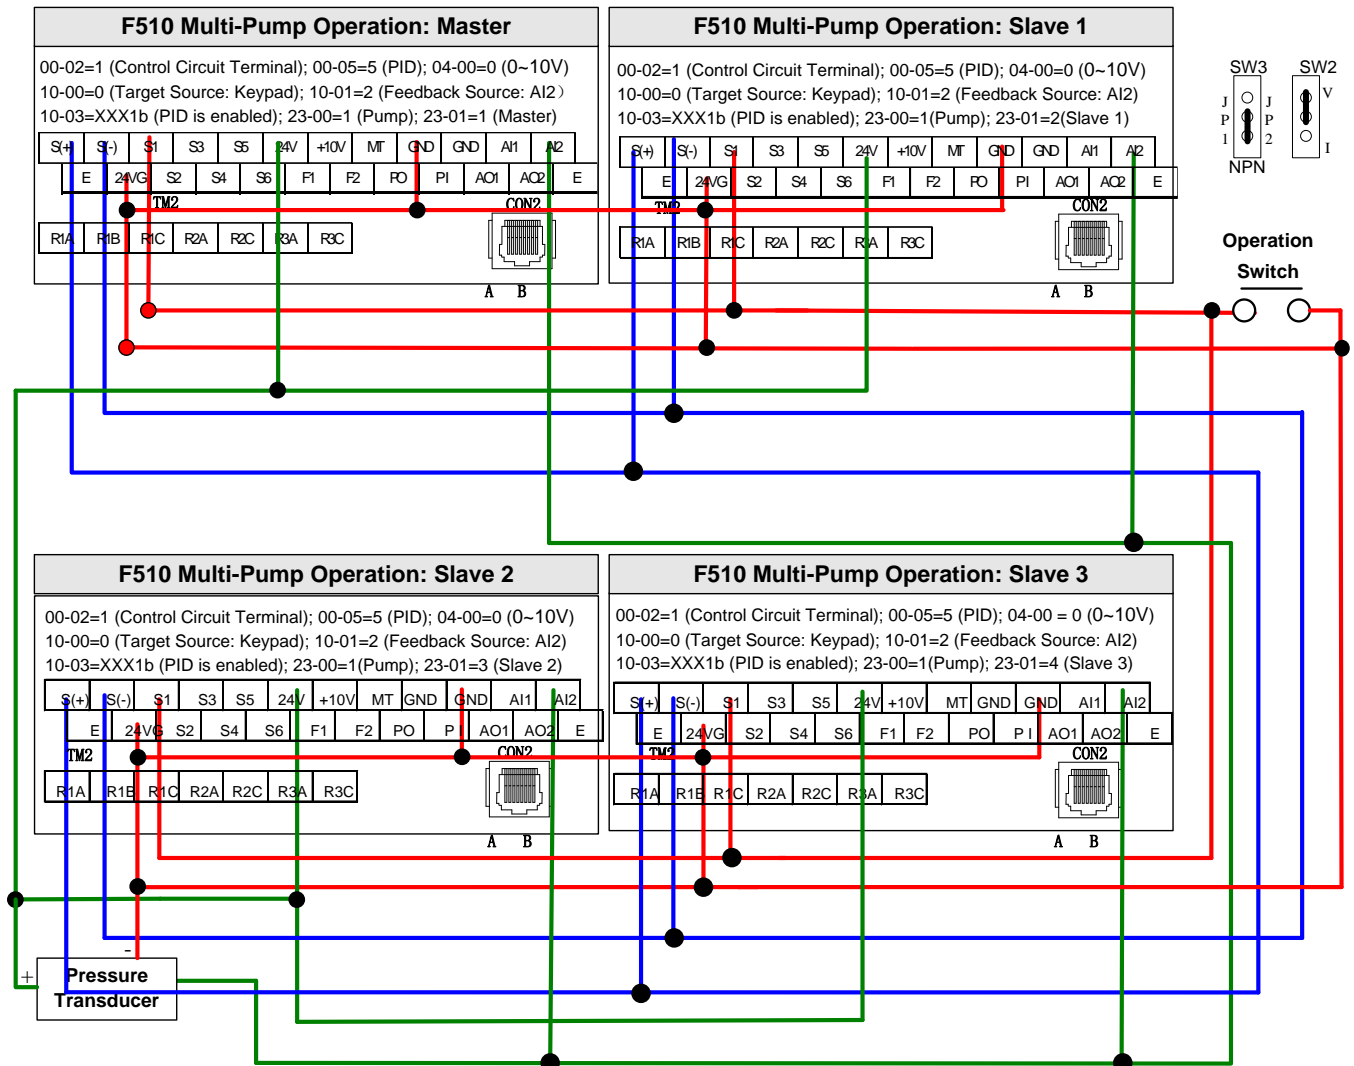 F510 Multi-Pump Operation: Master
00-02=1 (Control Circuit Terminal); 00-05=5 (PID); 04-00=0 (0~10V)
10-00=0 (Target Source: Keypad); 10-01=2 (Feedback Source: AI2）
10-03=XXX1b (PID is enabled); 23-00=1 (Pump); 23-01=1 (Master)
S(+) S(-) S1 S3 S5 24V +10V MT GND GND AI1 AI2
E 24VG S2 S4 S6 F1 F2 PO PI AO1 AO2 E
TM2 CON2
R1A R1B R1C R2A R2C R3A R3C
A B
F510 Multi-Pump Operation: Slave 1
00-02=1 (Control Circuit Terminal); 00-05=5 (PID); 04-00=0 (0~10V)
10-00=0 (Target Source: Keypad); 10-01=2 (Feedback Source: AI2)
10-03=XXX1b (PID is enabled); 23-00=1(Pump); 23-01=2(Slave 1)
S(+) S(-) S1 S3 S5 24V +10V MT GND GND AI1 AI2
E 24VG S2 S4 S6 F1 F2 PO PI AO1 AO2 E
TM2 CON2
R1A R1B R1C R2A R2C R3A R3C
A B
SW3 SW2
J J V
P P
1 2 I
NPN
Operation
Switch
F510 Multi-Pump Operation: Slave 2
00-02=1 (Control Circuit Terminal); 00-05=5 (PID); 04-00=0 (0~10V)
10-00=0 (Target Source: Keypad); 10-01=2 (Feedback Source: AI2)
10-03=XXX1b (PID is enabled); 23-00=1(Pump); 23-01=3 (Slave 2)
S(+) S(-) S1 S3 S5 24V +10V MT GND GND AI1 AI2
E 24VG S2 S4 S6 F1 F2 PO P I AO1 AO2 E
TM2 CON2
R1A R1B R1C R2A R2C R3A R3C
A B
F510 Multi-Pump Operation: Slave 3
00-02=1 (Control Circuit Terminal); 00-05=5 (PID); 04-00 = 0 (0~10V)
10-00=0 (Target Source: Keypad); 10-01=2 (Feedback Source: AI2)
10-03=XXX1b (PID is enabled); 23-00=1(Pump); 23-01=4 (Slave 3)
S(+) S(-) S1 S3 S5 24V +10V MT GND GND AI1 AI2
E 24VG S2 S4 S6 F1 F2 PO P I AO1 AO2 E
TM2 CON2
R1A R1B R1C R2A R2C R3A R3C
A B
-
+ Pressure
Transducer